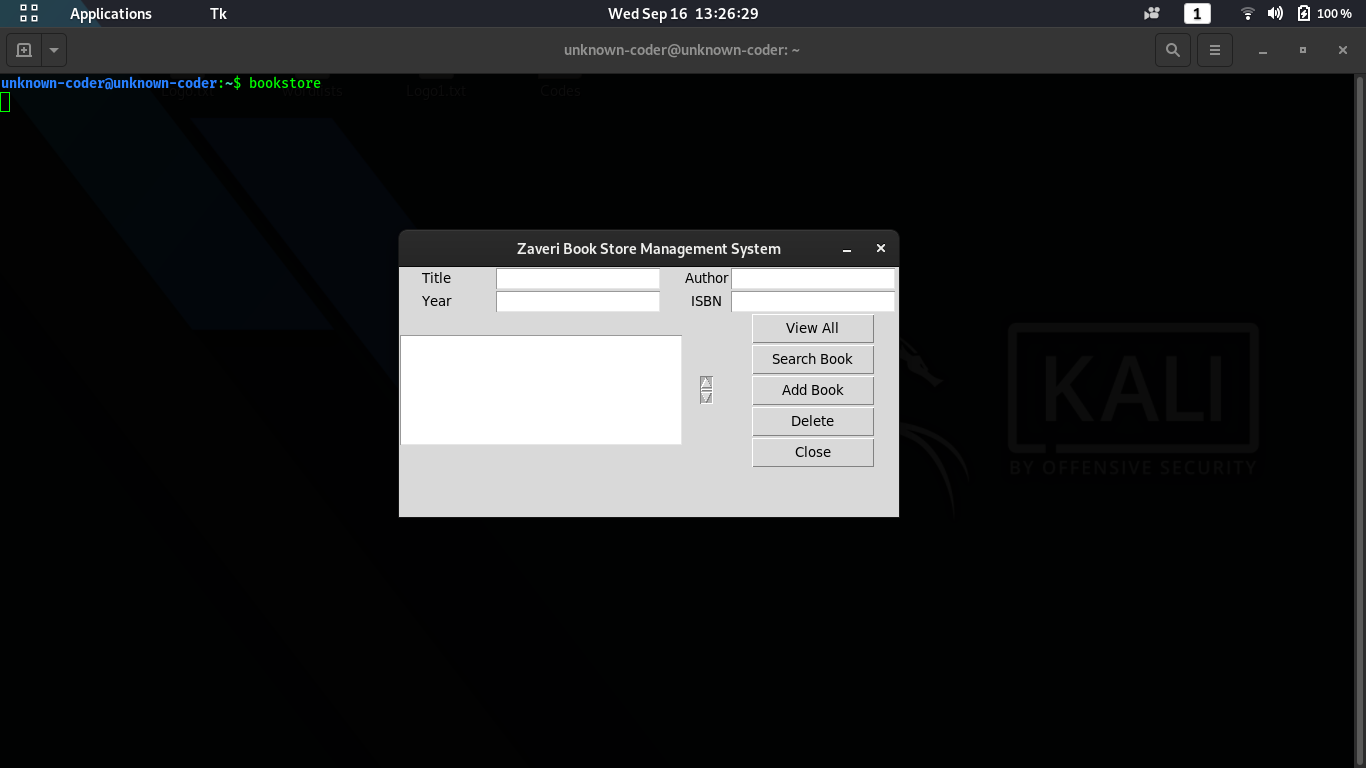 Applications Tk Wed Sep 16 13:26:29 1 100 %
unknown-coder@unknown-coder: ~
unknown-coder@unknown-coder:~$ bookstore
Logo1.txt Codes
Zaveri Book Store Management System
Title Author
Year ISBN
View All
Search Book
Add Book
Delete
Close
KALI
BY OFFENSIVE SECURITY